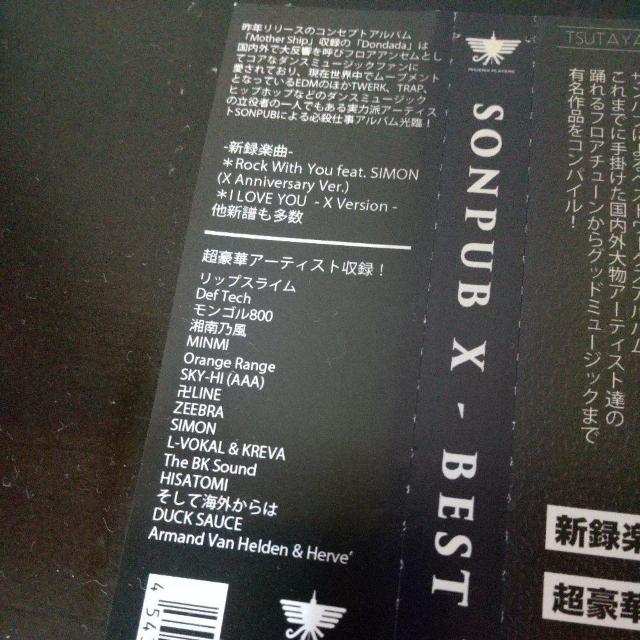 昨年リリースのコンセプトアルバム
「Mother Ship」収録の「Dondada」は
国内外で大反響を呼びフロアアンセムとし
てコアなダンスミュージックファンに
愛されており、現在世界中でムーブメント
となっているEDMのほかTWERK、TRAP、
ヒップホップなどのダンスミュージック
の立役者の一人でもある実力派アーティス
トSONPUBによる必殺仕事アルバム光臨！
-新録楽曲-
＊Rock With You feat. SIMON
(X Anniversary Ver.)
＊I LOVE YOU - X Version -
他新譜も多数
超豪華アーティスト収録！
リップスライム
Def Tech
モンゴル800
湘南乃風
MINMI
Orange Range
SKY-HI (AAA)
卍LINE
ZEEBRA
SIMON
L-VOKAL & KREVA
The BK Sound
HISATOMI
そして海外からは
DUCK SAUCE
Armand Van Helden & Herve’
4 54
PHOENIX PLAYERS
SONPUB X - BEST
TSUTAYA
これまでに手掛けた国内外大物アーティスト達の
踊れるフロアチューンからグッドミュージックまで
有名作品をコンパイル！
新録楽
超豪華